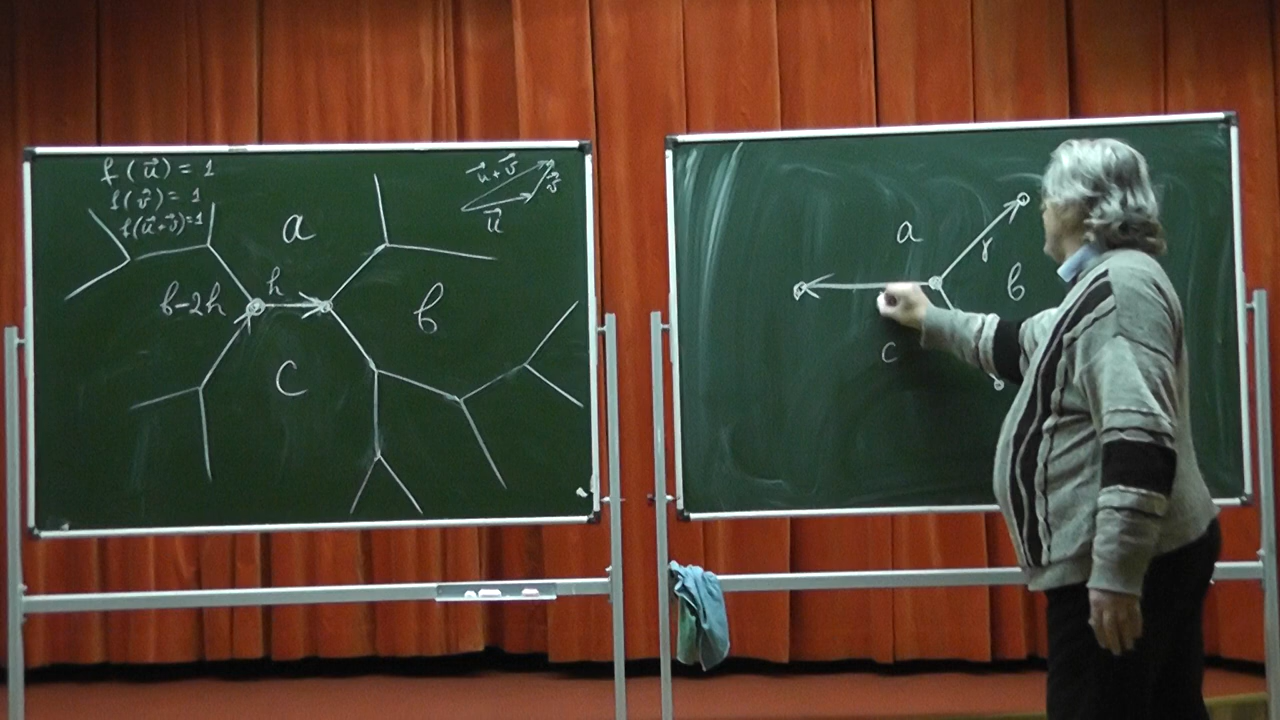 f(u⃗) = 1
f(v⃗) = 1
f(u⃗+v⃗)=1
u⃗+v⃗
v⃗
u⃗
a
h
b-2h
b
c
a
γ
b
c